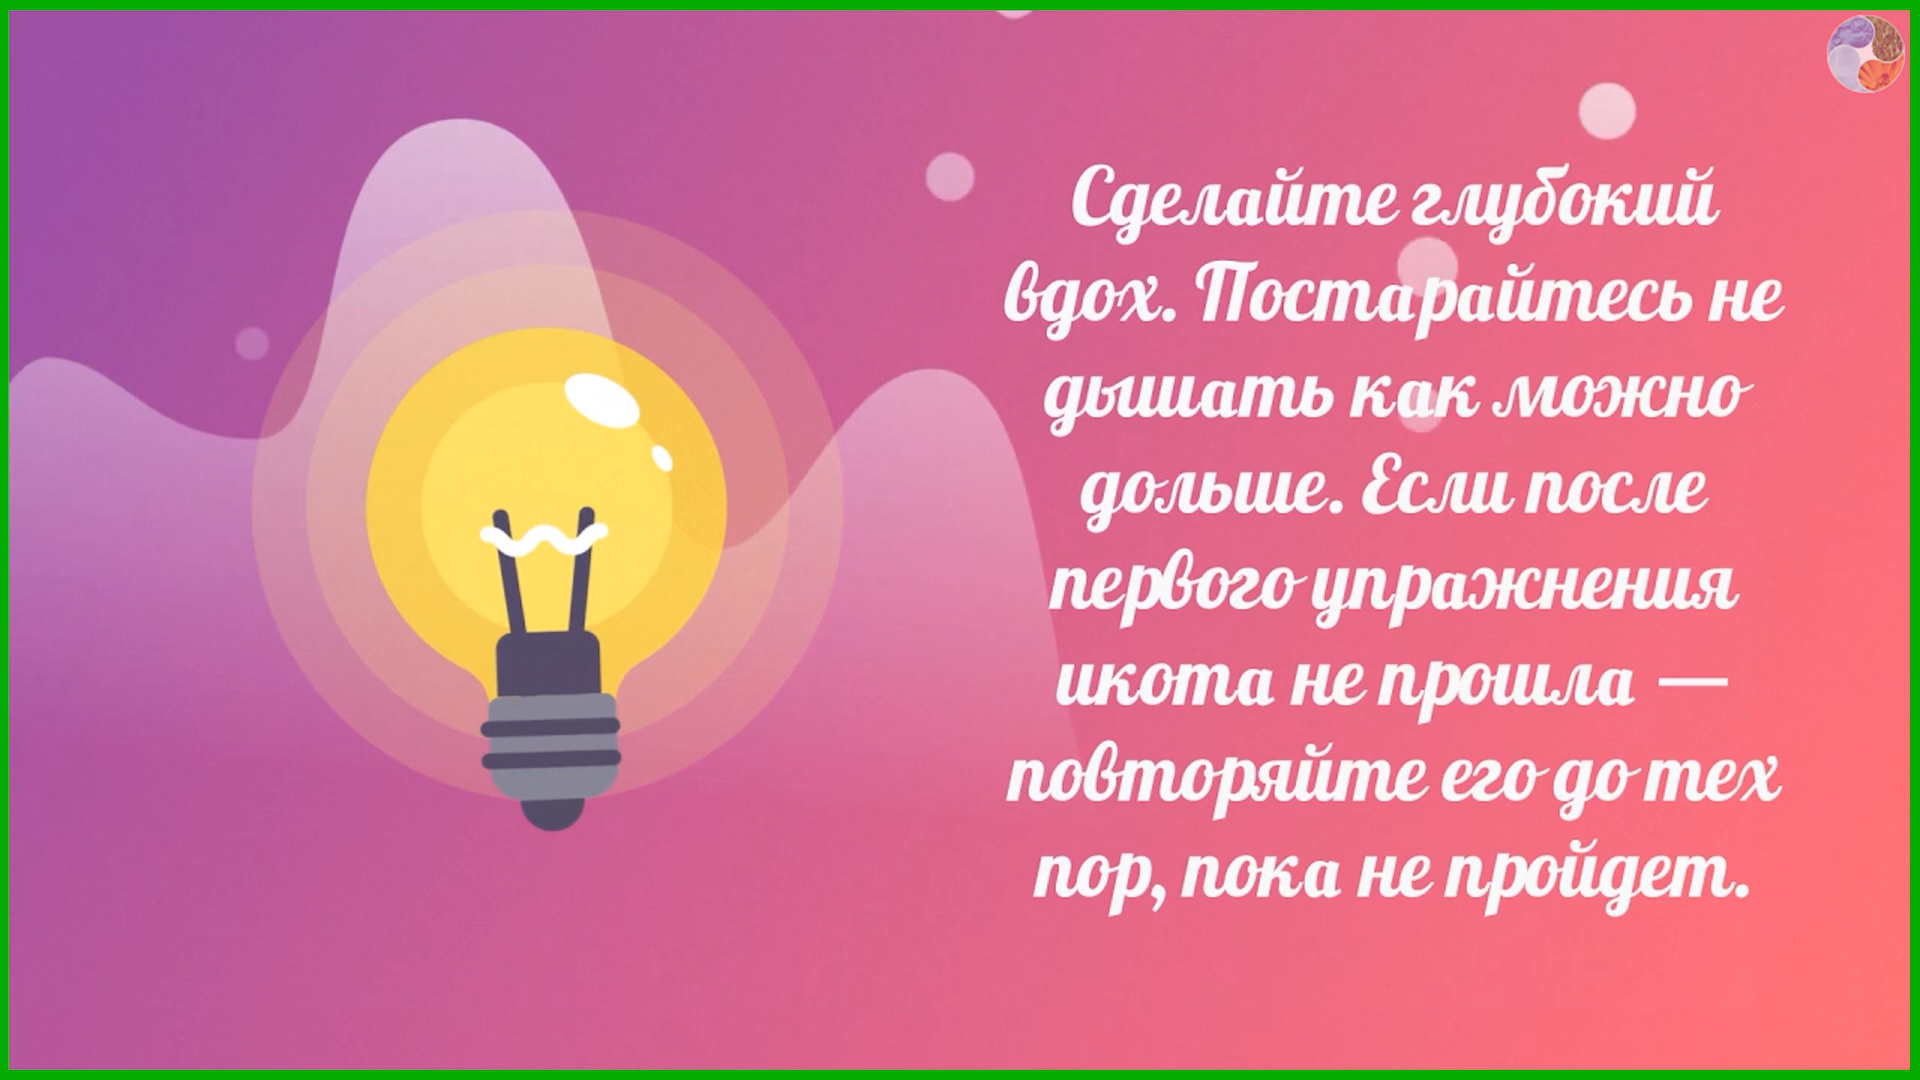 Сделайте глубокий
вдох. Постарайтесь не
дышать как можно
дольше. Если после
первого упражнения
икота не прошла —
повторяйте его до тех
пор, пока не пройдет.